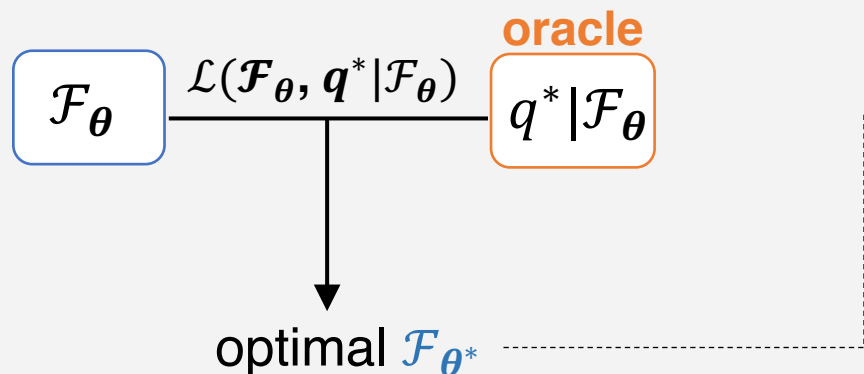 oracle
ℱ_𝜽
ℒ(𝓕_𝜽, 𝒒*|ℱ_𝜽)
q*|ℱ_𝜽
optimal ℱ_𝜽*